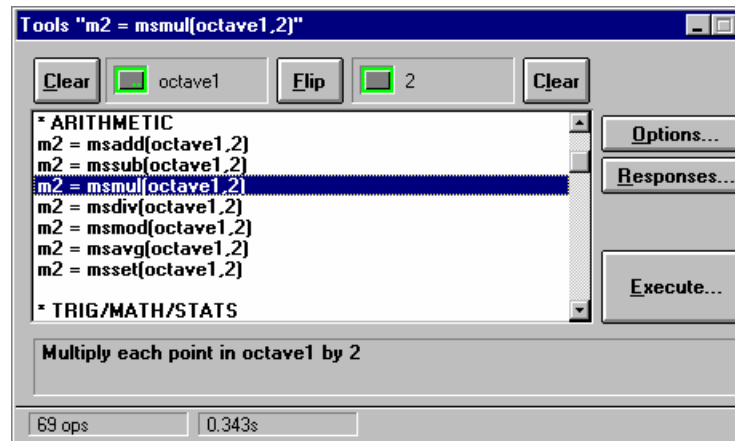 Tools "m2 = msmul(octave1,2)"
Clear octave1 Flip 2 Clear
* ARITHMETIC
m2 = msadd(octave1,2)
m2 = mssub(octave1,2)
m2 = msmul(octave1,2)
m2 = msdiv(octave1,2)
m2 = msmod(octave1,2)
m2 = msavg(octave1,2)
m2 = msset(octave1,2)
* TRIG/MATH/STATS
Options...
Responses...
Execute...
Multiply each point in octave1 by 2
69 ops 0.343s